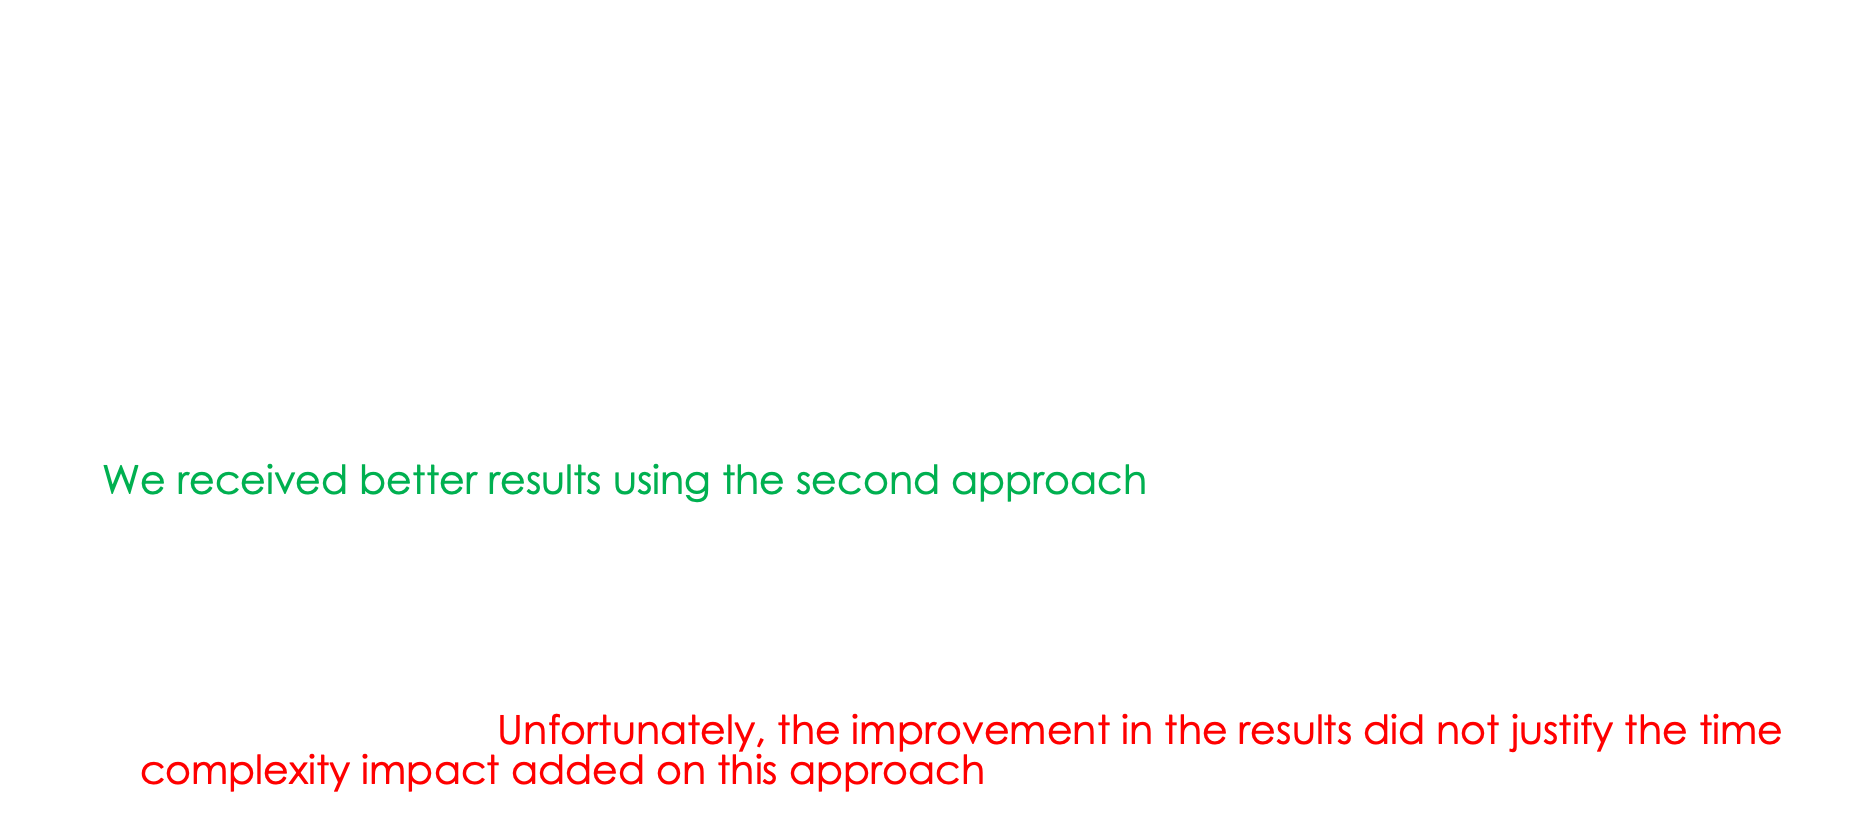 We received better results using the second approach
Unfortunately, the improvement in the results did not justify the time
complexity impact added on this approach